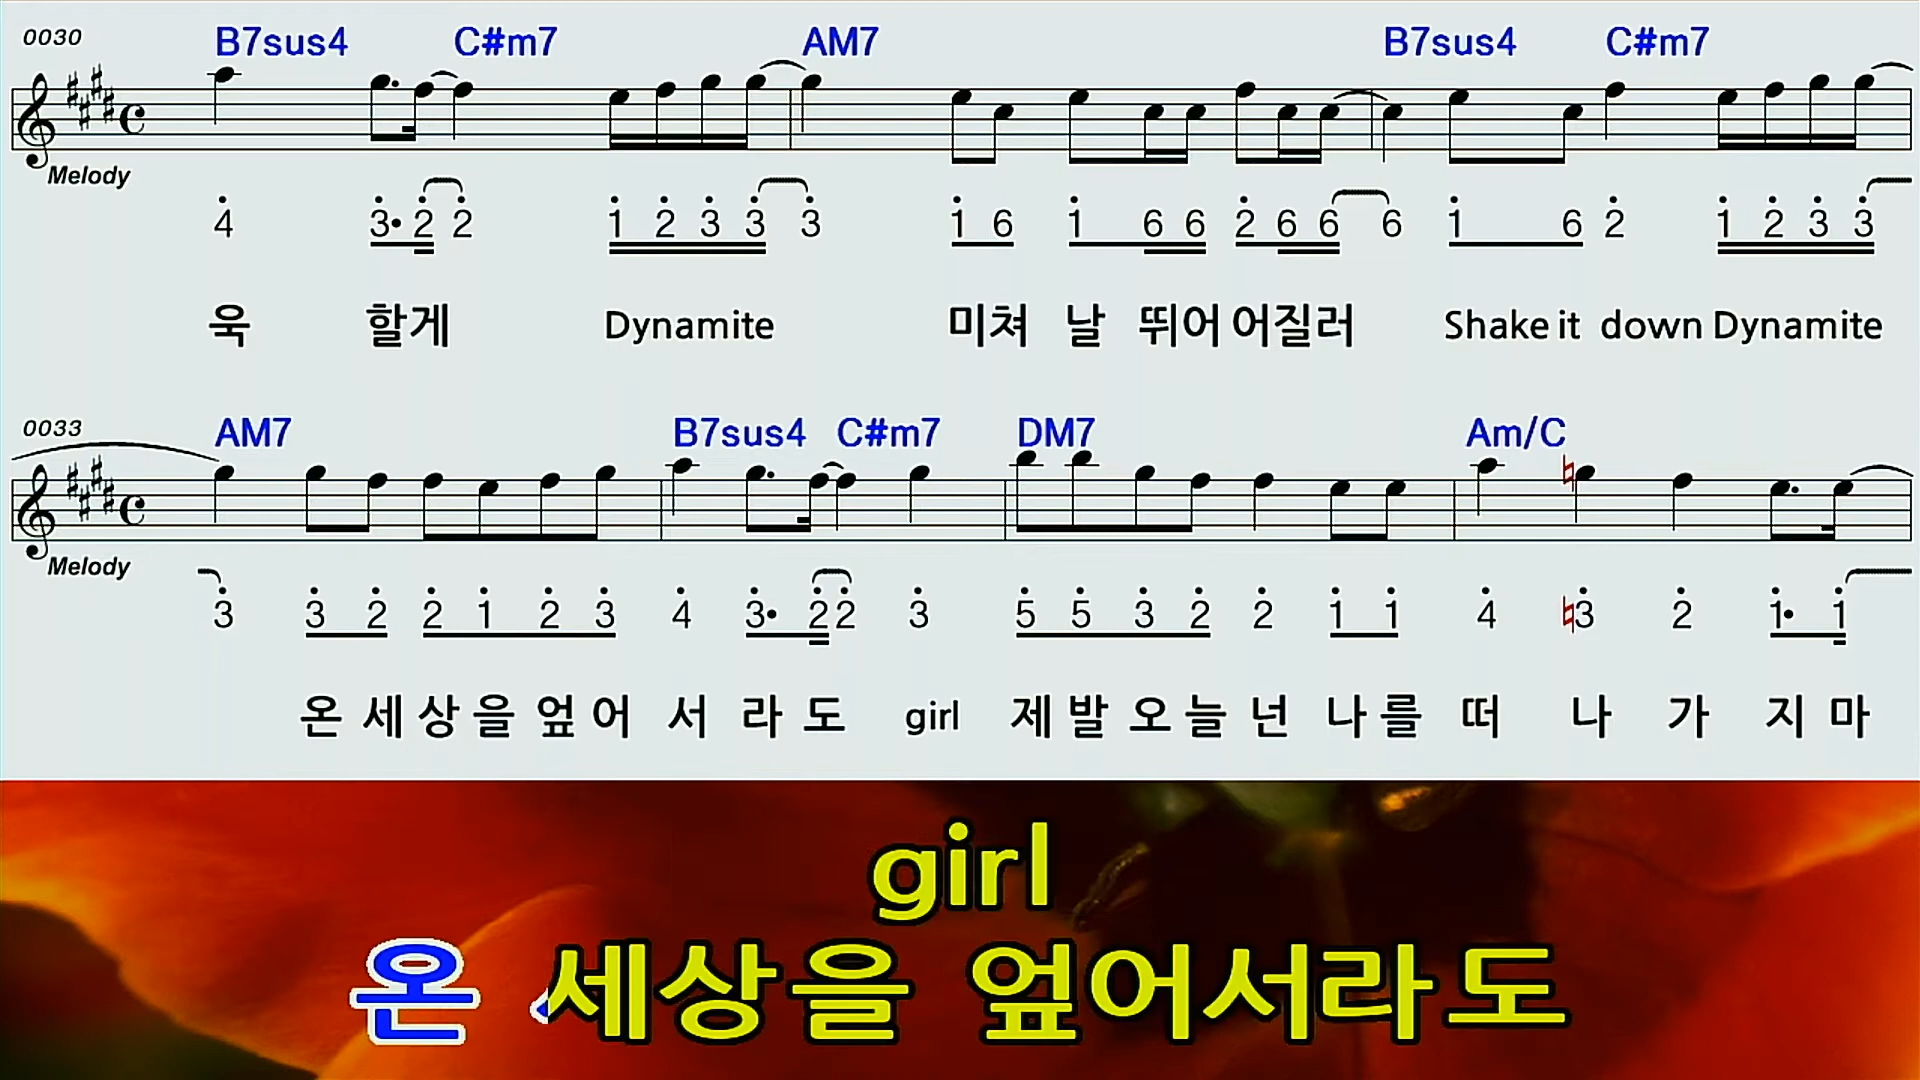 0030 B7sus4 C#m7 AM7 B7sus4 C#m7
Melody
4 3• 2 2 1 2 3 3 3 1 6 1 6 6 2 6 6 6 1 6 2 1 2 3 3
욱 할게 Dynamite 미쳐 날 뛰어 어질러 Shake it down Dynamite
0033 AM7 B7sus4 C#m7 DM7 Am/C
Melody
3 3 2 2 1 2 3 4 3• 2 2 3 5 5 3 2 2 1 1 4 ♮3 2 1• 1
온 세 상 을 엎 어 서 라 도 girl 제 발 오 늘 넌 나 를 떠 나 가 지 마
girl
온 세상을 엎어서라도